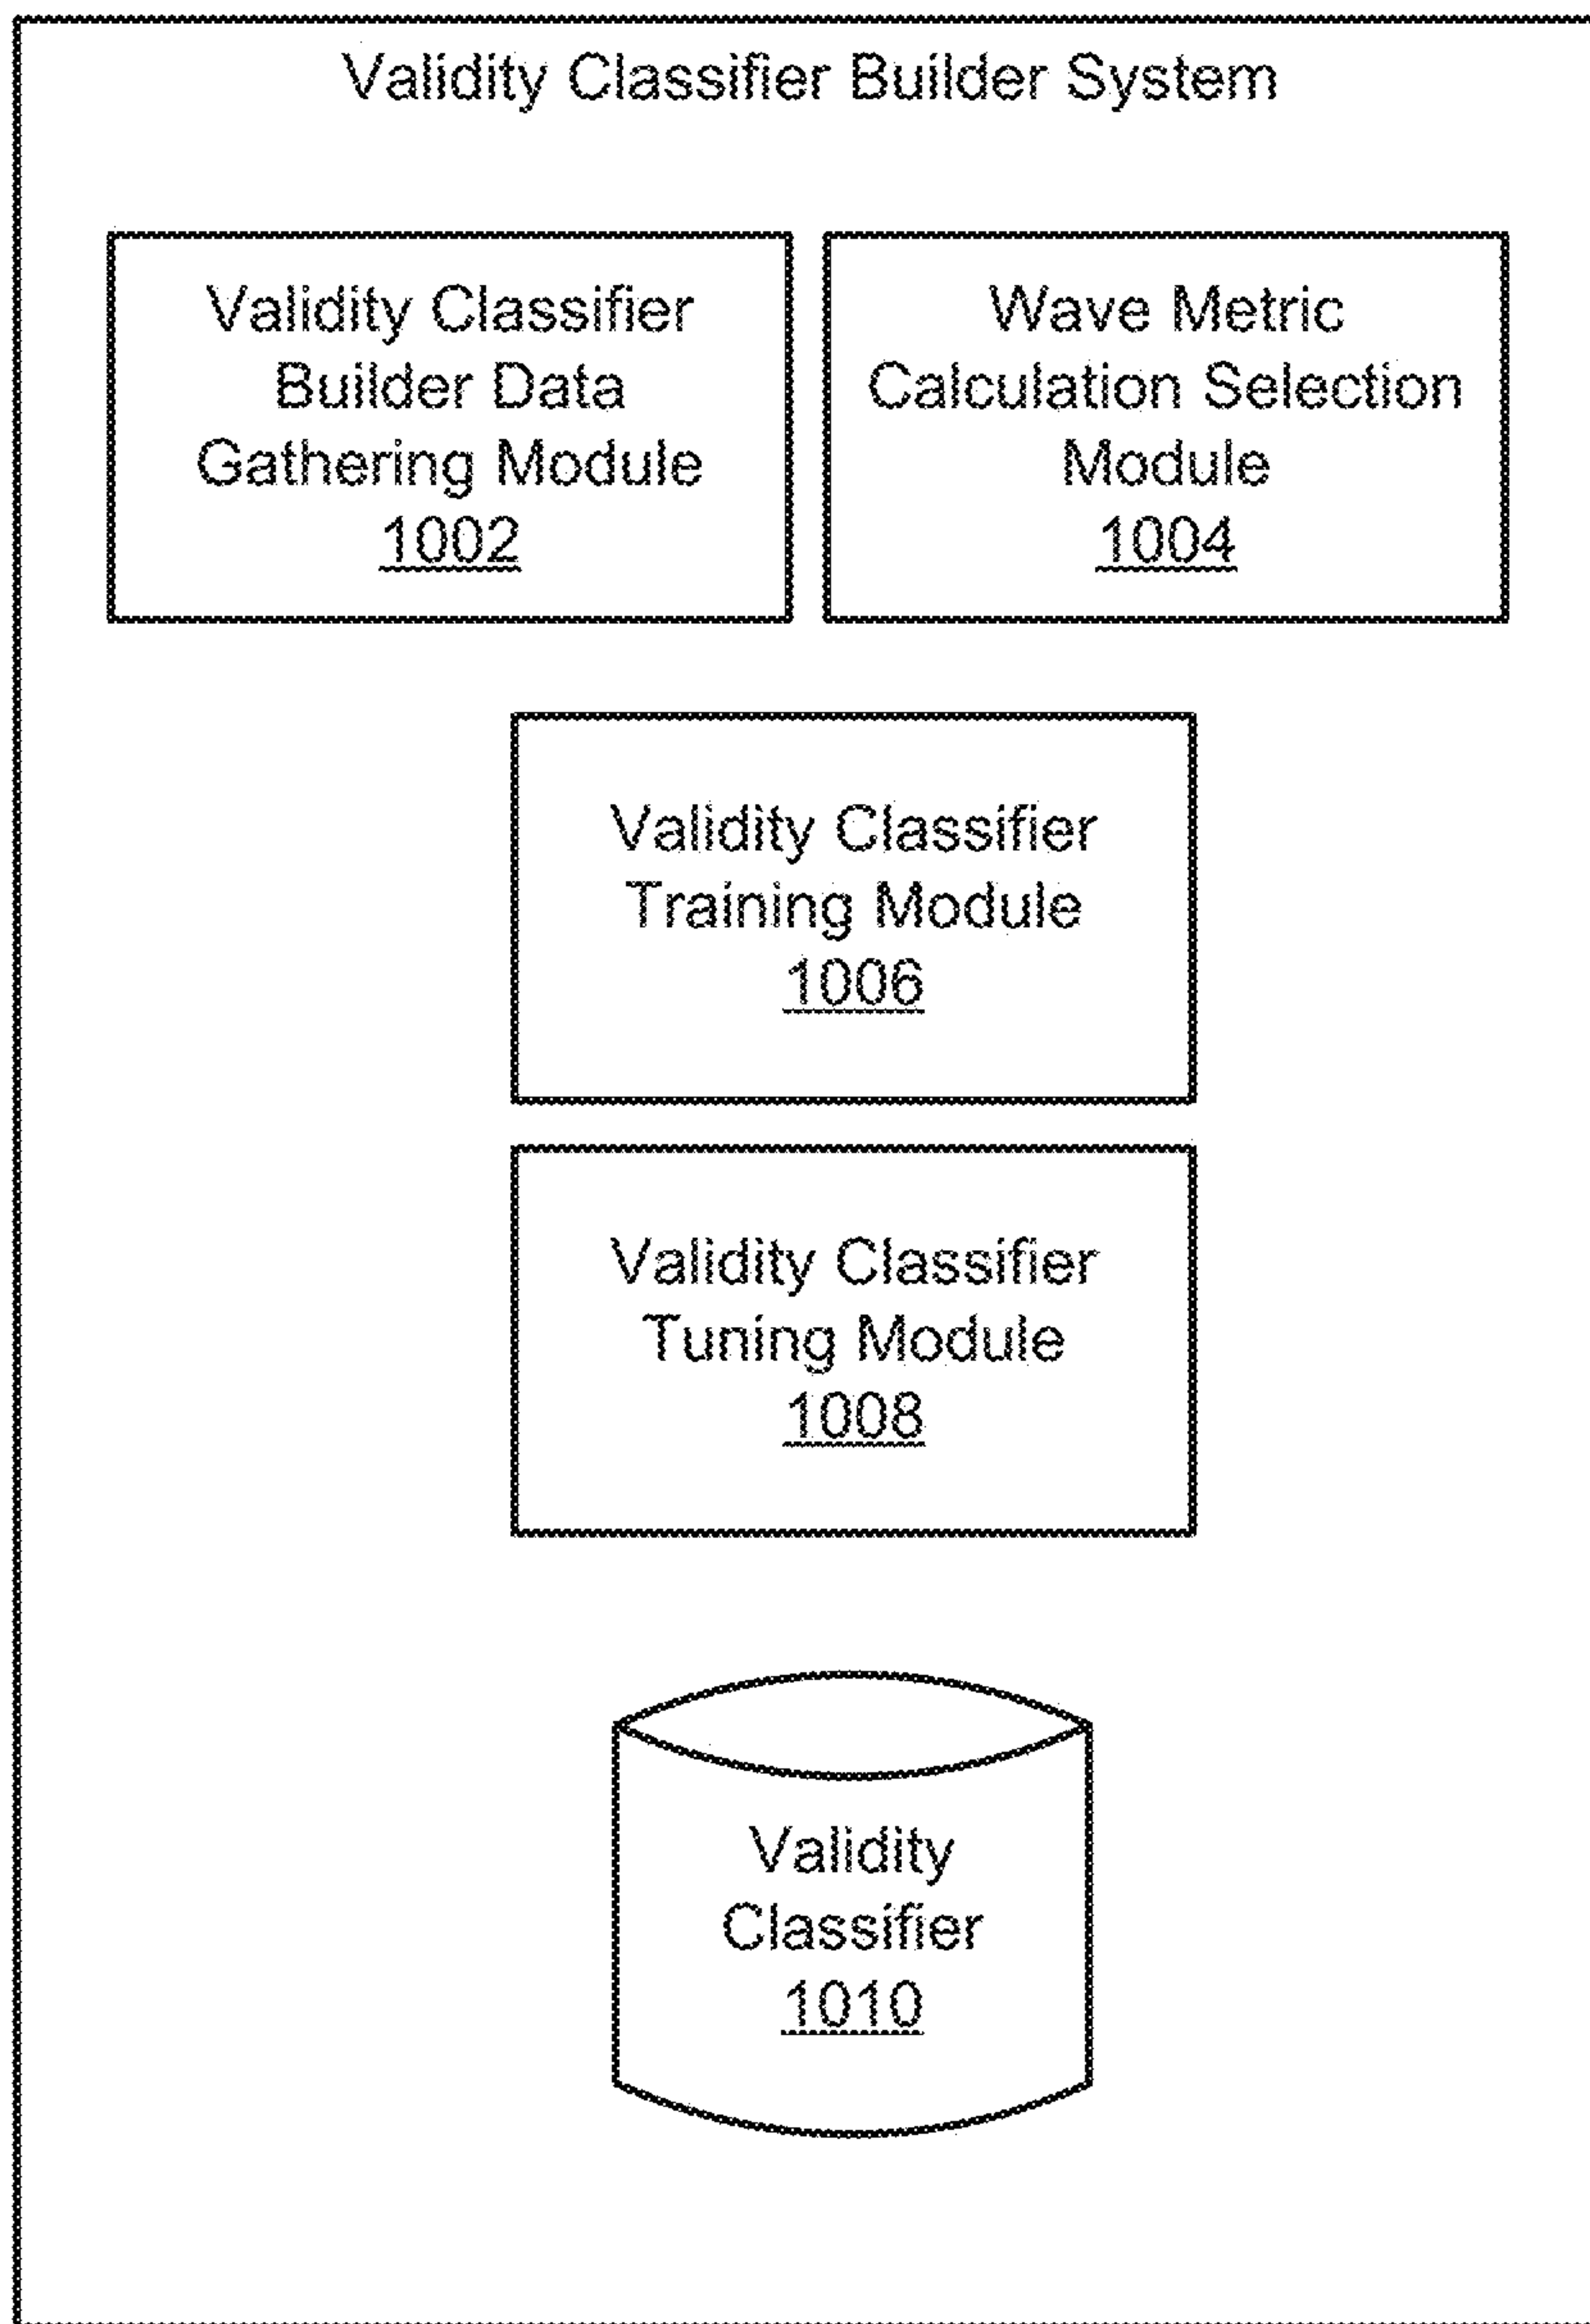 Validity Classifier Builder System
Validity Classifier
Builder Data
Gathering Module
1002
Wave Metric
Calculation Selection
Module
1004
Validity Classifier
Training Module
1006
Validity Classifier
Tuning Module
1008
Validity
Classifier
1010